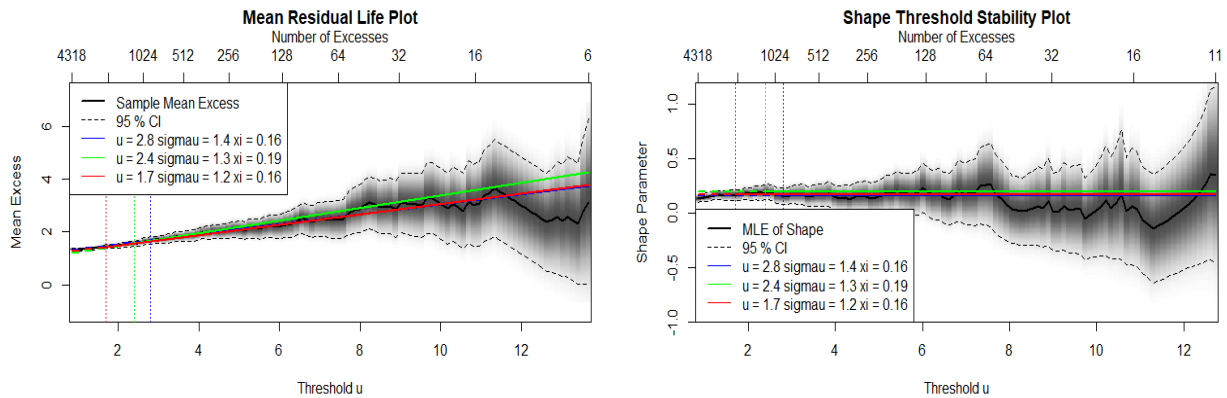 Mean Residual Life Plot
Number of Excesses
4318 1024 512 256 128 64 32 16 6
Sample Mean Excess
95 % CI
u = 2.8 sigmau = 1.4 xi = 0.16
u = 2.4 sigmau = 1.3 xi = 0.19
u = 1.7 sigmau = 1.2 xi = 0.16
Mean Excess
6
4
2
0
2 4 6 8 10 12
Threshold u
Shape Threshold Stability Plot
Number of Excesses
4318 1024 512 256 128 64 32 16 11
Shape Parameter
1.0
0.5
0.0
-0.5
-1.0
MLE of Shape
95 % CI
u = 2.8 sigmau = 1.4 xi = 0.16
u = 2.4 sigmau = 1.3 xi = 0.19
u = 1.7 sigmau = 1.2 xi = 0.16
2 4 6 8 10 12
Threshold u